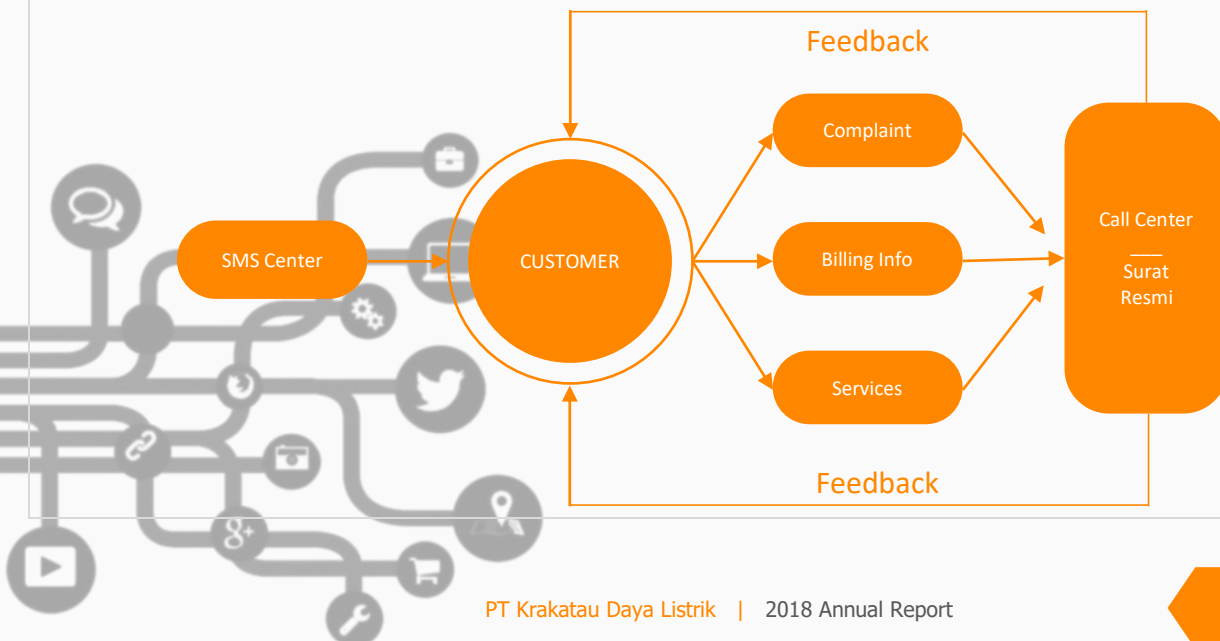 Feedback
Complaint
SMS Center
CUSTOMER
Billing Info
Services
Call Center
Surat
Resmi
Feedback
g+
PT Krakatau Daya Listrik | 2018 Annual Report